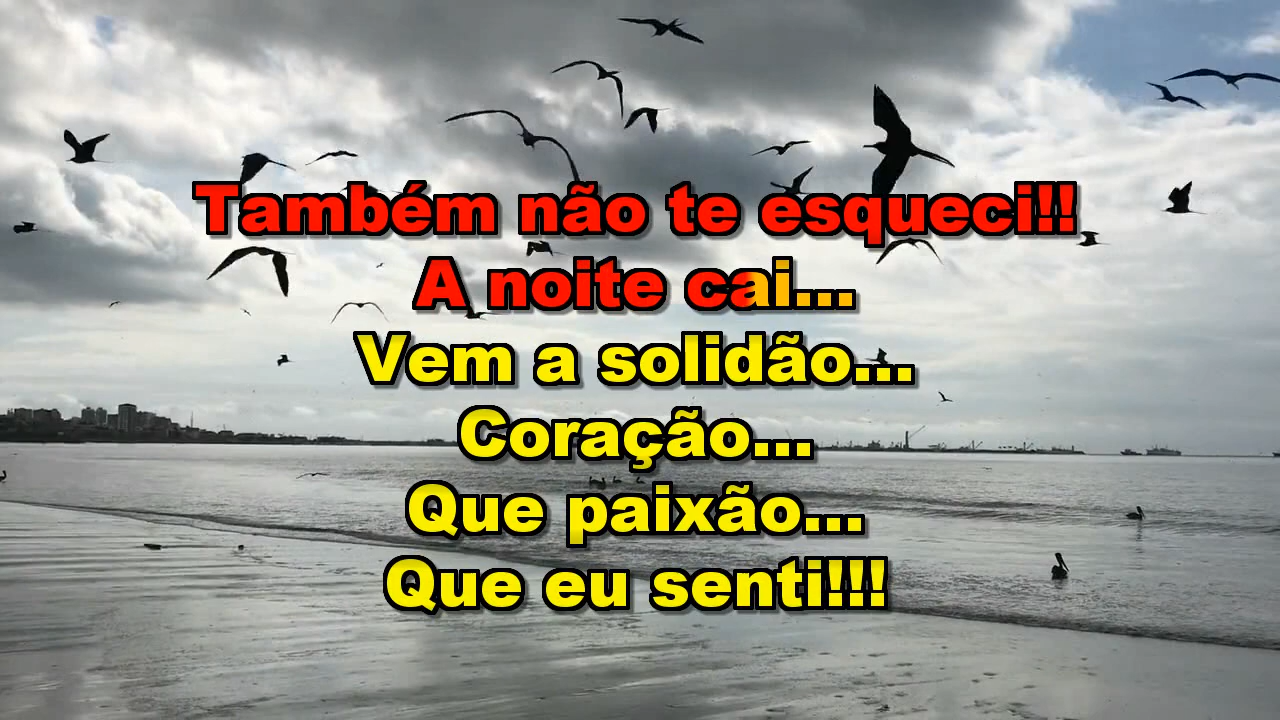 Também não te esqueci!!
A noite cai...
Vem a solidão...
Coração...
Que paixão...
Que eu senti!!!